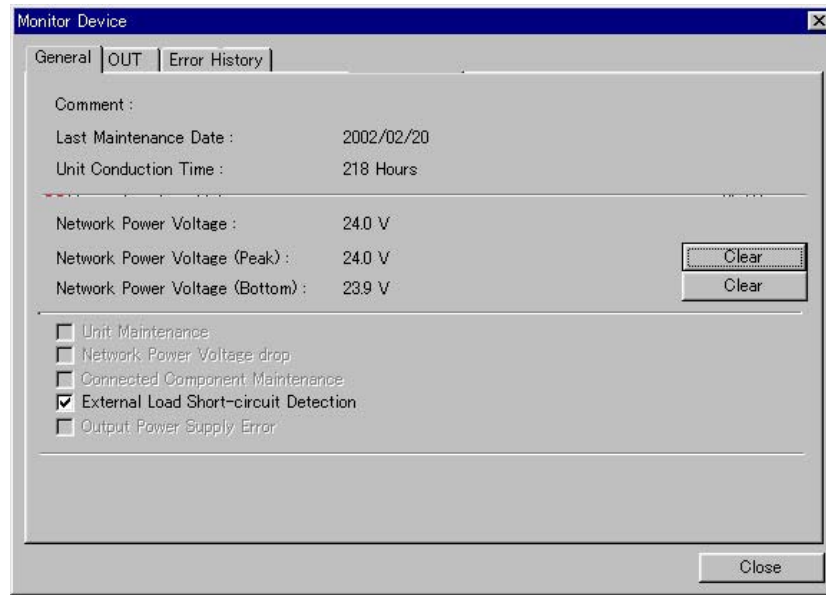 Monitor Device
General OUT Error History
Comment :
Last Maintenance Date : 2002/02/20
Unit Conduction Time : 218 Hours
Network Power Voltage : 24.0 V
Network Power Voltage (Peak) : 24.0 V Clear
Network Power Voltage (Bottom) : 23.9 V Clear
Unit Maintenance
Network Power Voltage drop
Connected Component Maintenance
External Load Short-circuit Detection
Output Power Supply Error
Close